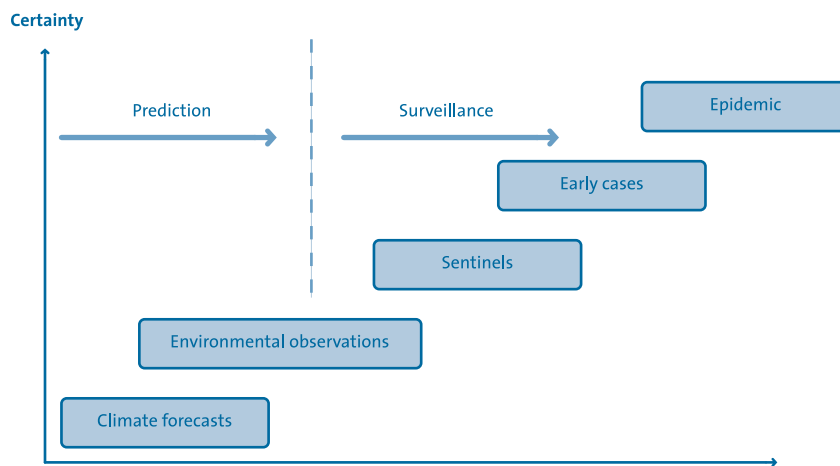 Certainty
Prediction
Surveillance
Epidemic
Early cases
Sentinels
Environmental observations
Climate forecasts